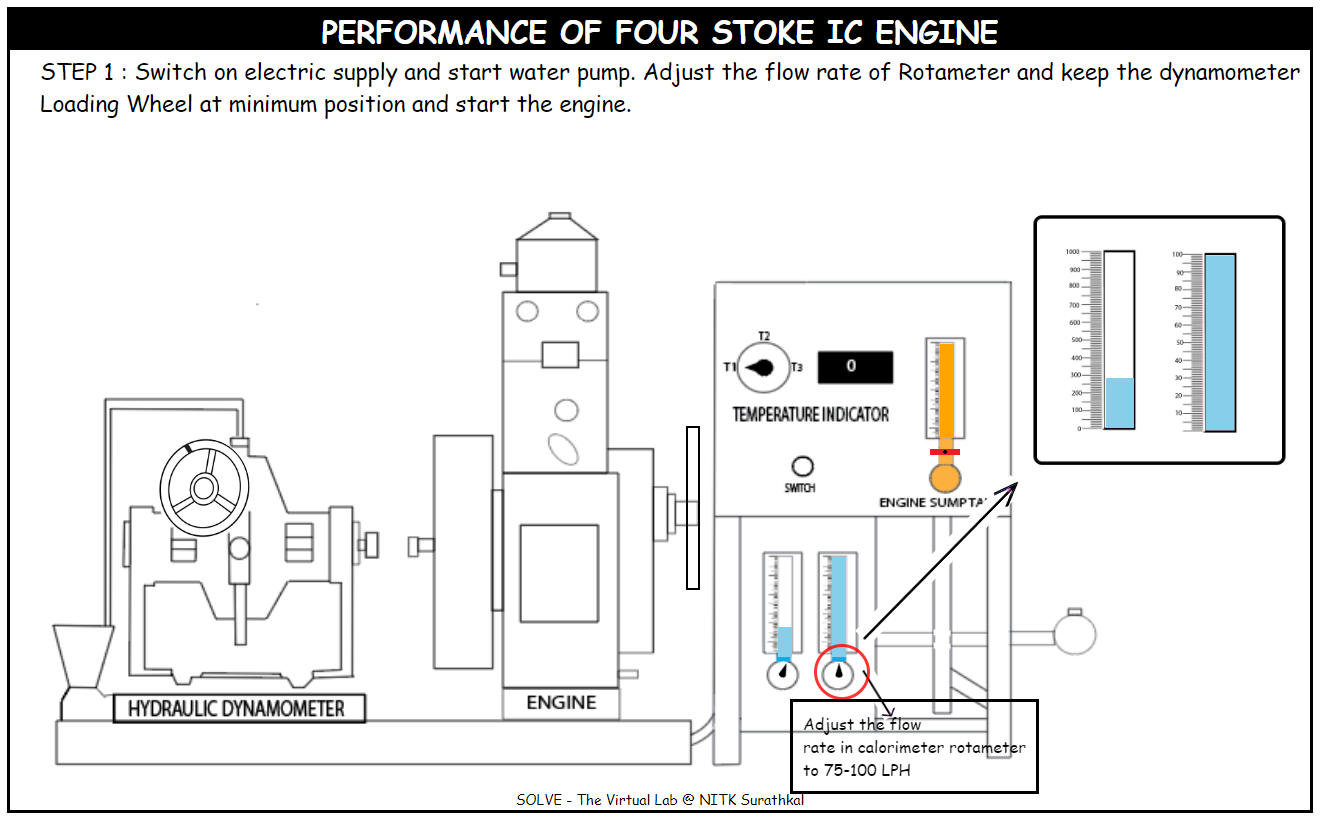 PERFORMANCE OF FOUR STOKE IC ENGINE
STEP 1 : Switch on electric supply and start water pump. Adjust the flow rate of Rotameter and keep the dynamometer
Loading Wheel at minimum position and start the engine.
1000
900
800
700
600
500
400
300
200
100
0
100
90
80
70
60
50
40
30
20
10
T2
T1
T3
0
TEMPERATURE INDICATOR
SWITCH
ENGINE SUMPTA
HYDRAULIC DYNAMOMETER
ENGINE
Adjust the flow
rate in calorimeter rotameter
to 75-100 LPH
SOLVE - The Virtual Lab @ NITK Surathkal